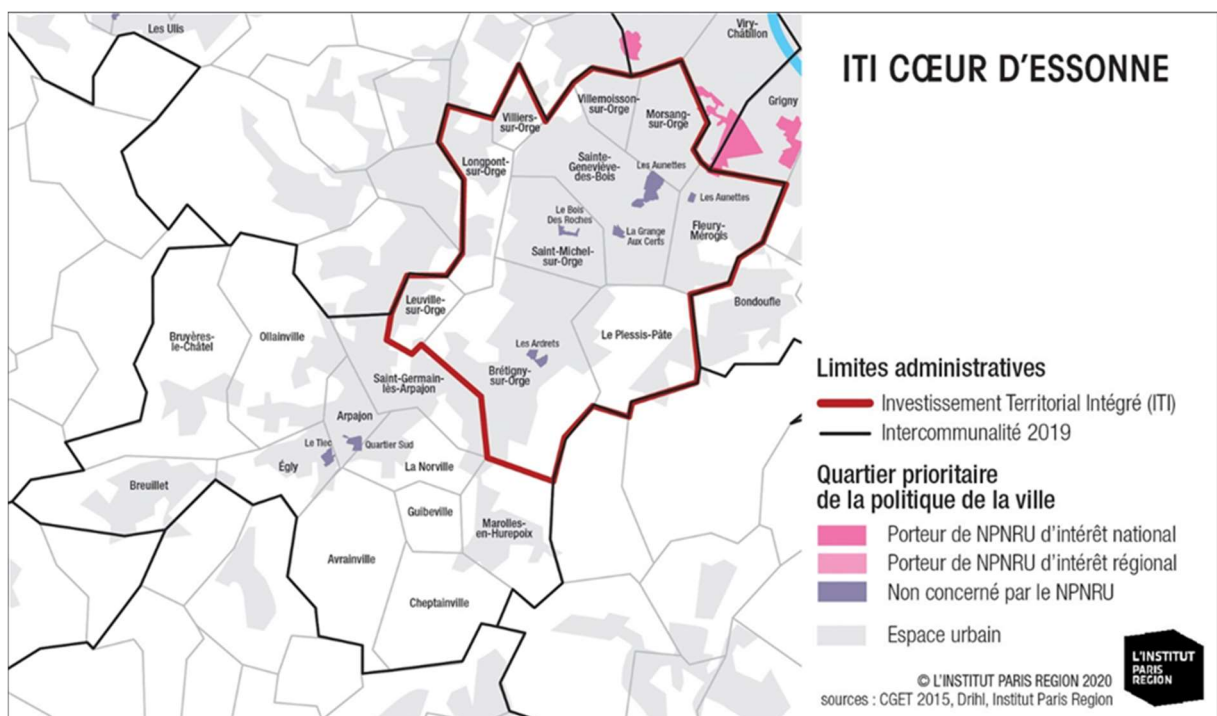 Les Ulis
Viry-
Châtillon
ITI CŒUR D'ESSONNE
Grigny
Villemoisson-
sur-Orge
Morsang-
sur-Orge
Villiers-
sur-Orge
Longpont-
sur-Orge
Sainte-
Geneviève-
des-Bois
Les Aunettes
Les Aunettes
Le Bois
Des Roches
La Grange
Aux Cerfs
Fleury-
Mérogis
Saint-Michel-
sur-Orge
Leuville-
sur-Orge
Bondoufle
Bruyères-
le-Châtel
Ollainville
Le Plessis-Pâté
Les Ardrets
Brétigny-
sur-Orge
Saint-Germain-
lès-Arpajon
Arpajon
Le Tiec
Quartier Sud
Égly
La Norville
Breuillet
Guibeville
Marolles-
en-Hurepoix
Avrainville
Cheptainville
Limites administratives
Investissement Territorial Intégré (ITI)
Intercommunalité 2019
Quartier prioritaire
de la politique de la ville
Porteur de NPNRU d'intérêt national
Porteur de NPNRU d'intérêt régional
Non concerné par le NPNRU
Espace urbain
L'INSTITUT
PARIS
REGION
© L'INSTITUT PARIS REGION 2020
sources : CGET 2015, Drihl, Institut Paris Region